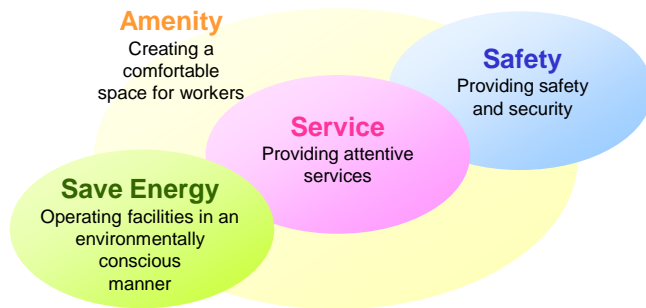 Amenity
Creating a
comfortable
space for workers
Safety
Providing safety
and security
Service
Providing attentive
services
Save Energy
Operating facilities in an
environmentally
conscious
manner